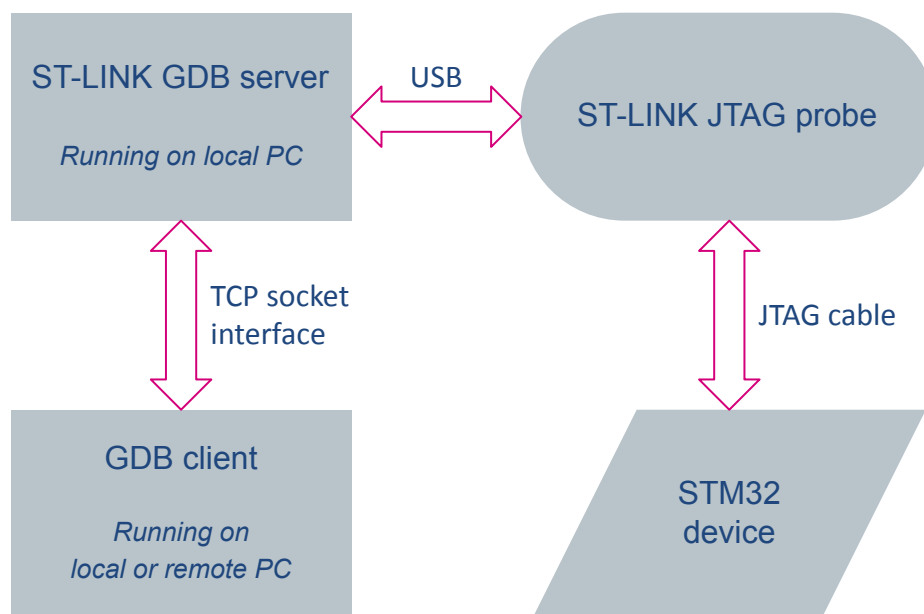 ST-LINK GDB server
Running on local PC
USB
ST-LINK JTAG probe
TCP socket
interface
JTAG cable
GDB client
Running on
local or remote PC
STM32
device